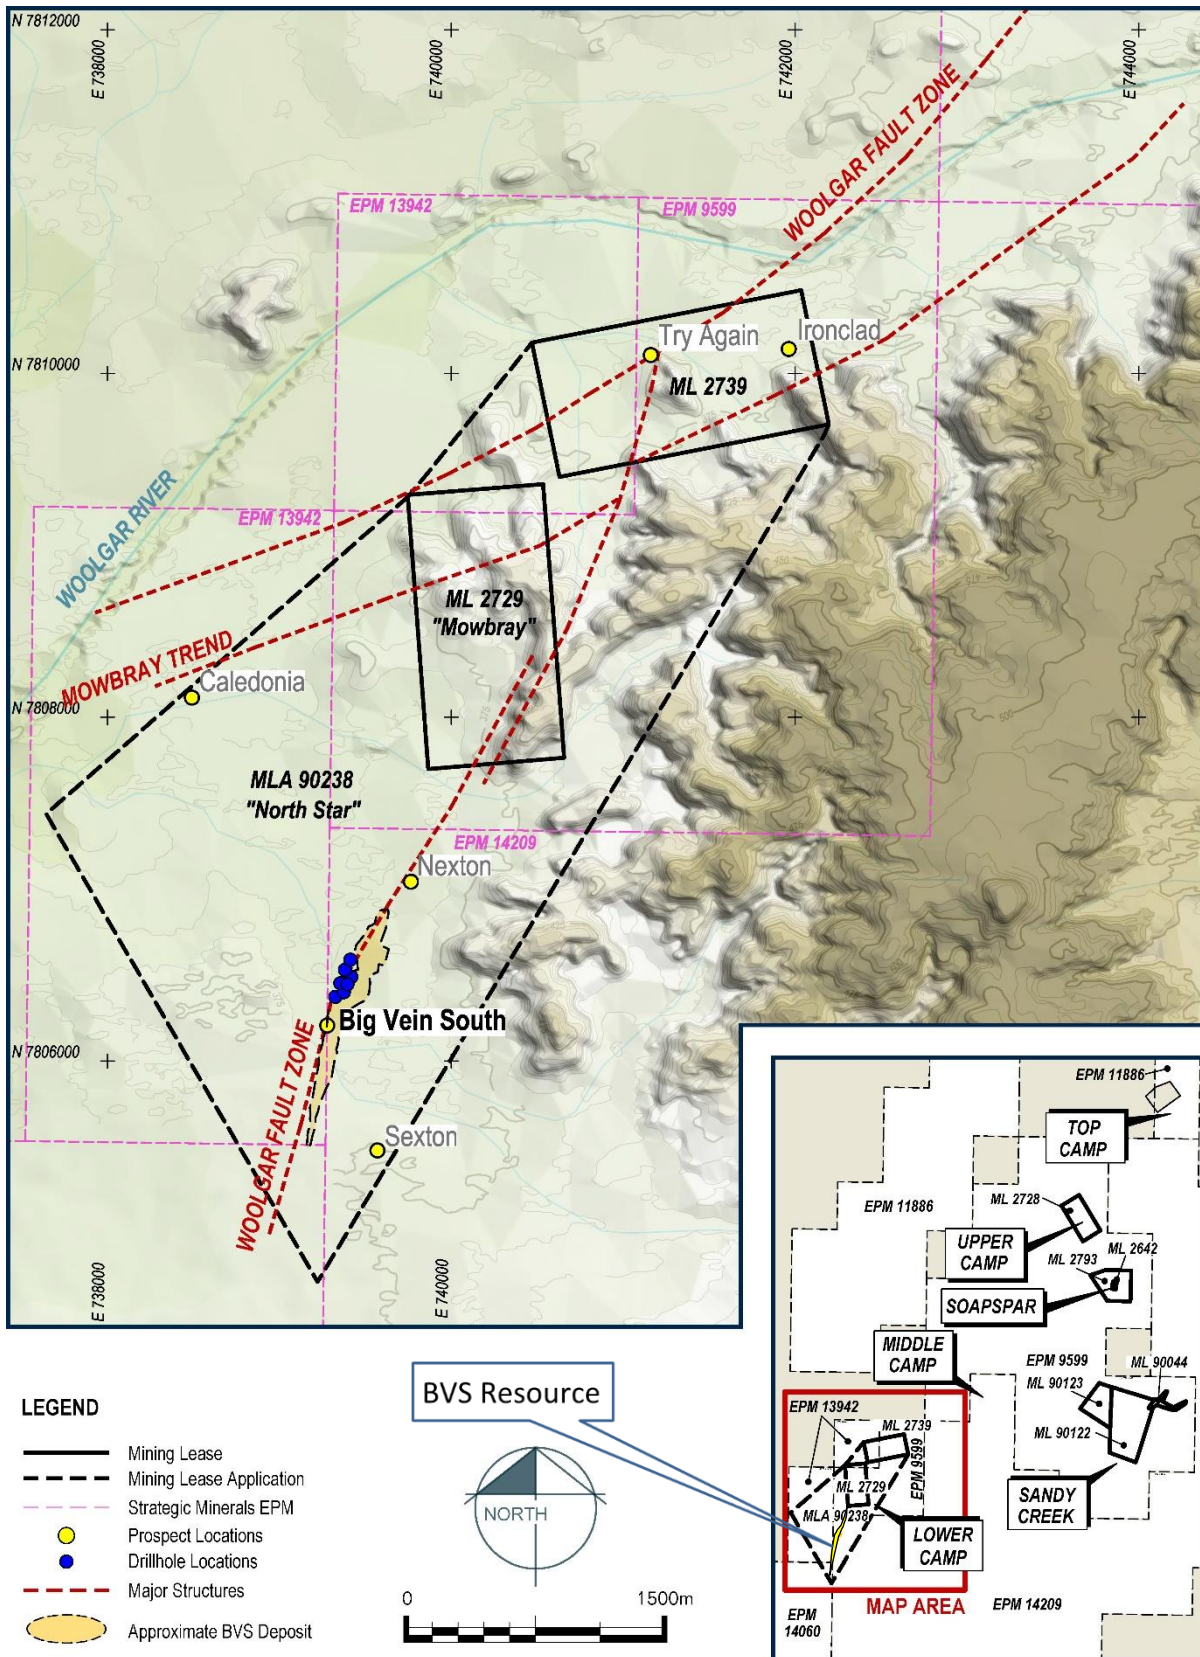 N 7812000
E 738000
E 740000
E 742000
E 744000
WOOLGAR FAULT ZONE
EPM 13942
EPM 9599
Try Again
Ironclad
N 7810000
ML 2739
WOOLGAR RIVER
EPM 13942
ML 2729
"Mowbray"
MOWBRAY TREND
Caledonia
N 7808000
MLA 90238
"North Star"
EPM 14209
Nexton
Big Vein South
N 7806000
WOOLGAR FAULT ZONE
Sexton
E 738000
E 740000
375
375
375
500
EPM 11886
TOP
CAMP
EPM 11886
ML 2728
UPPER
CAMP
ML 2642
ML 2793
SOAPSPAR
MIDDLE
CAMP
EPM 9599
ML 90044
ML 90123
ML 90122
SANDY
CREEK
EPM 13942
ML 2739
EPM 9599
ML 2729
MLA 90238
LOWER
CAMP
MAP AREA
EPM 14209
EPM
14060
BVS Resource
LEGEND
Mining Lease
Mining Lease Application
Strategic Minerals EPM
Prospect Locations
Drillhole Locations
Major Structures
Approximate BVS Deposit
NORTH
0
1500m